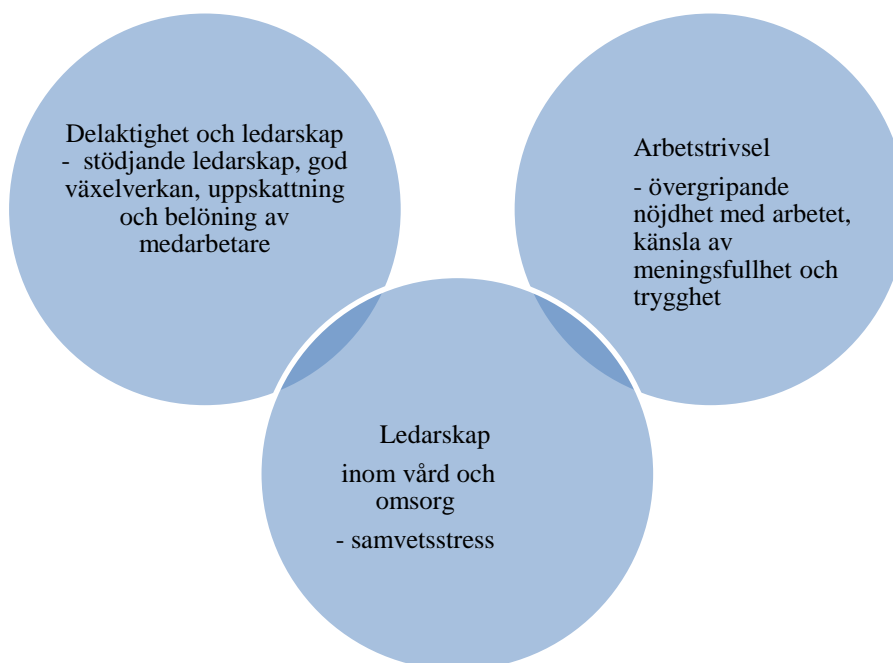 Delaktighet och ledarskap
- stödjande ledarskap, god
växelverkan, uppskattning
och belöning av
medarbetare
Arbetstrivsel
- övergripande
nöjdhet med arbetet,
känsla av
meningsfullhet och
trygghet
Ledarskap
inom vård och
omsorg
- samvetsstress